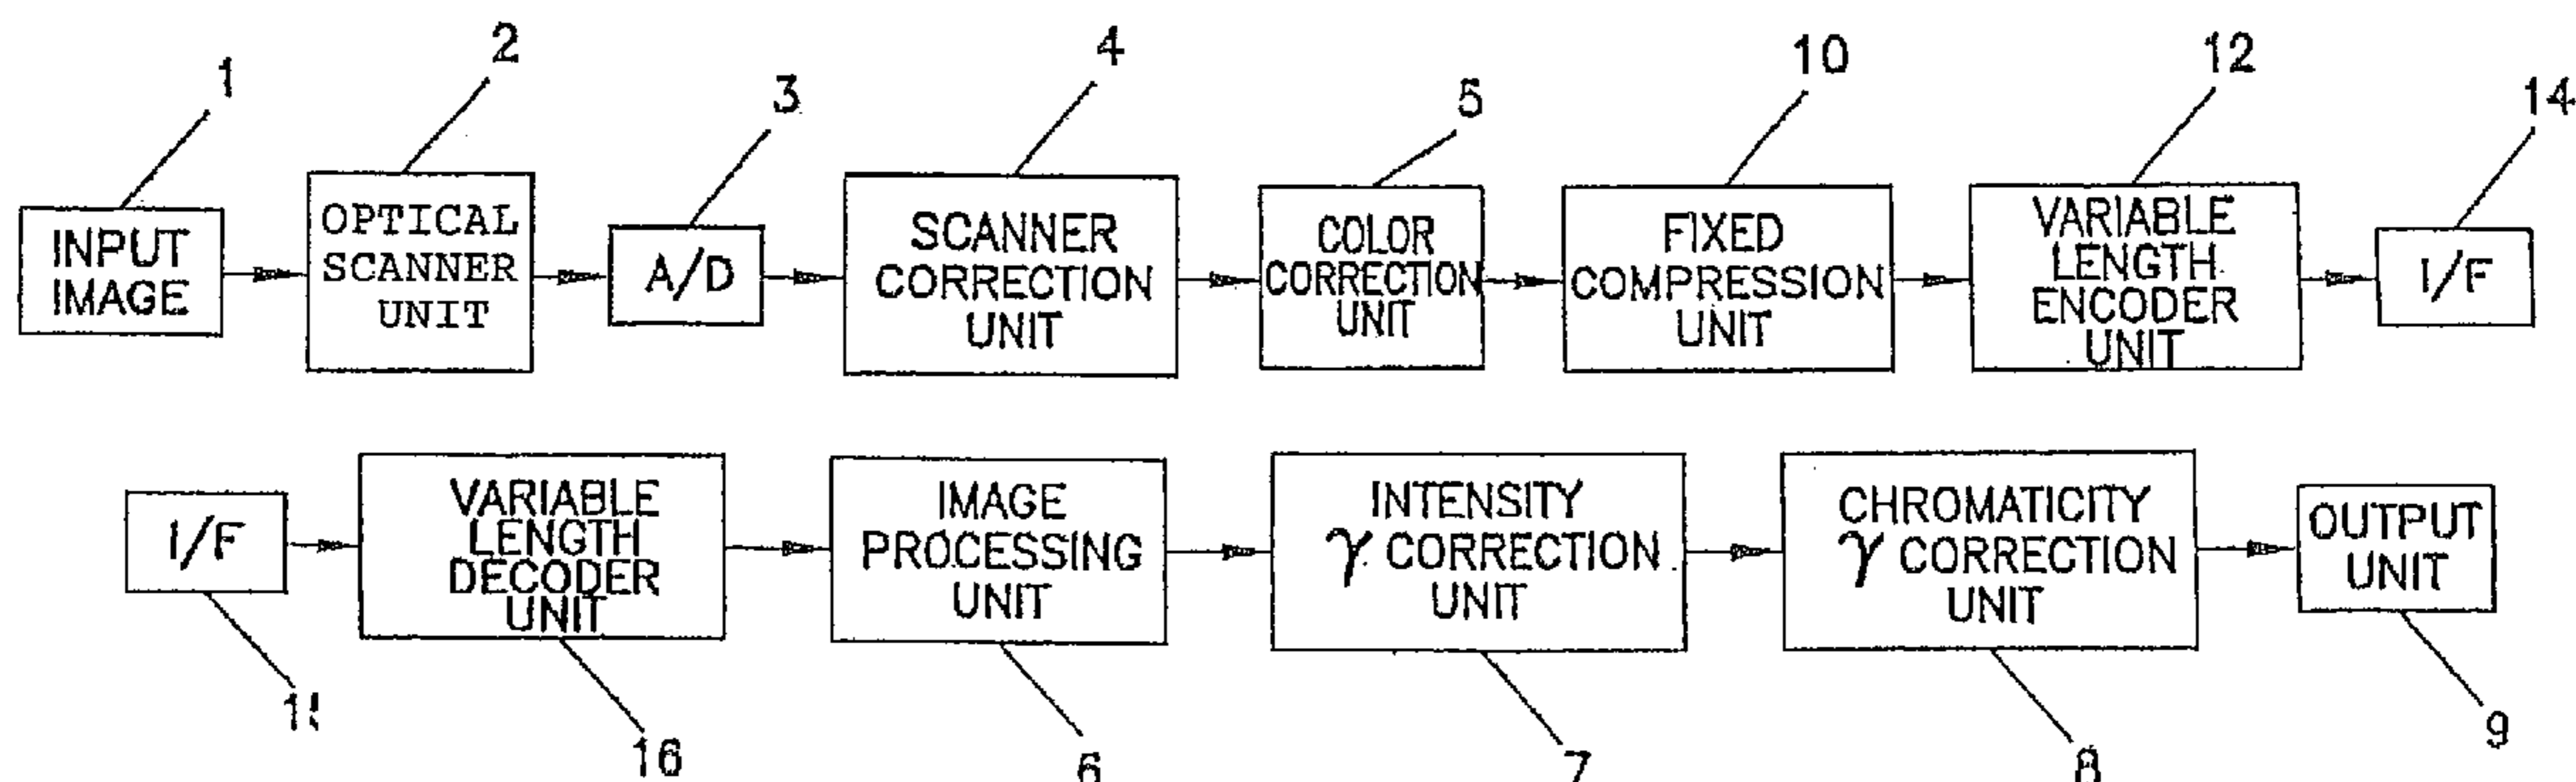 1
2
3
4
5
10
12
14
INPUT
IMAGE
OPTICAL
SCANNER
UNIT
A/D
SCANNER
CORRECTION
UNIT
COLOR
CORRECTION
UNIT
FIXED
COMPRESSION
UNIT
VARIABLE
LENGTH
ENCODER
UNIT
I/F
I/F
VARIABLE
LENGTH
DECODER
UNIT
IMAGE
PROCESSING
UNIT
INTENSITY
γ CORRECTION
UNIT
CHROMATICITY
γ CORRECTION
UNIT
OUTPUT
UNIT
16
6
7
8
9